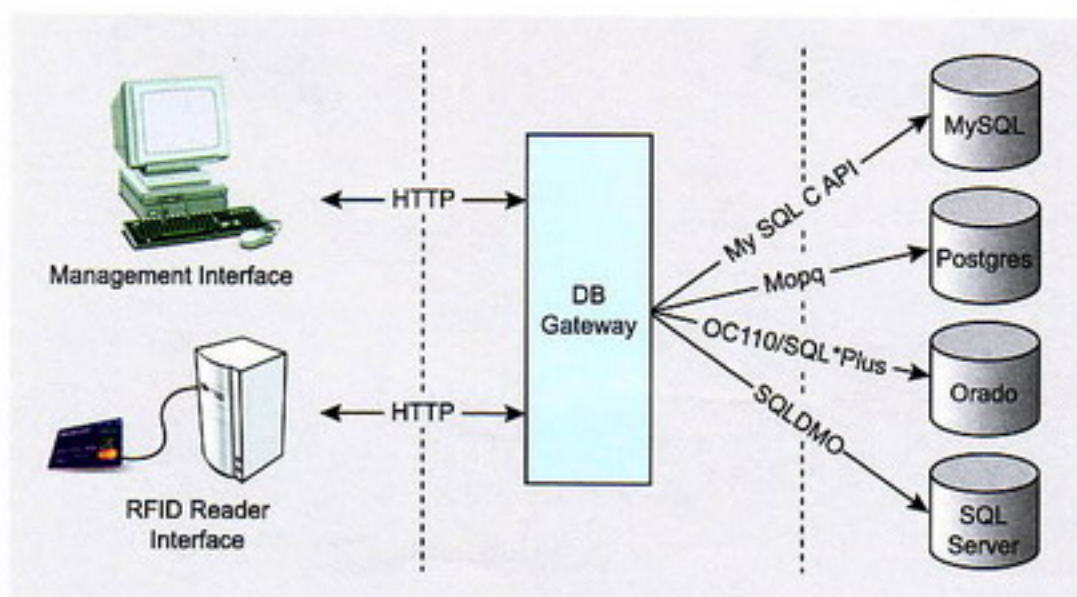 Management Interface
HTTP
RFID Reader
Interface
HTTP
DB
Gateway
My SQL C API
Mopq
OC110/SQL*Plus
SQLDMO
MySQL
Postgres
Orado
SQL
Server